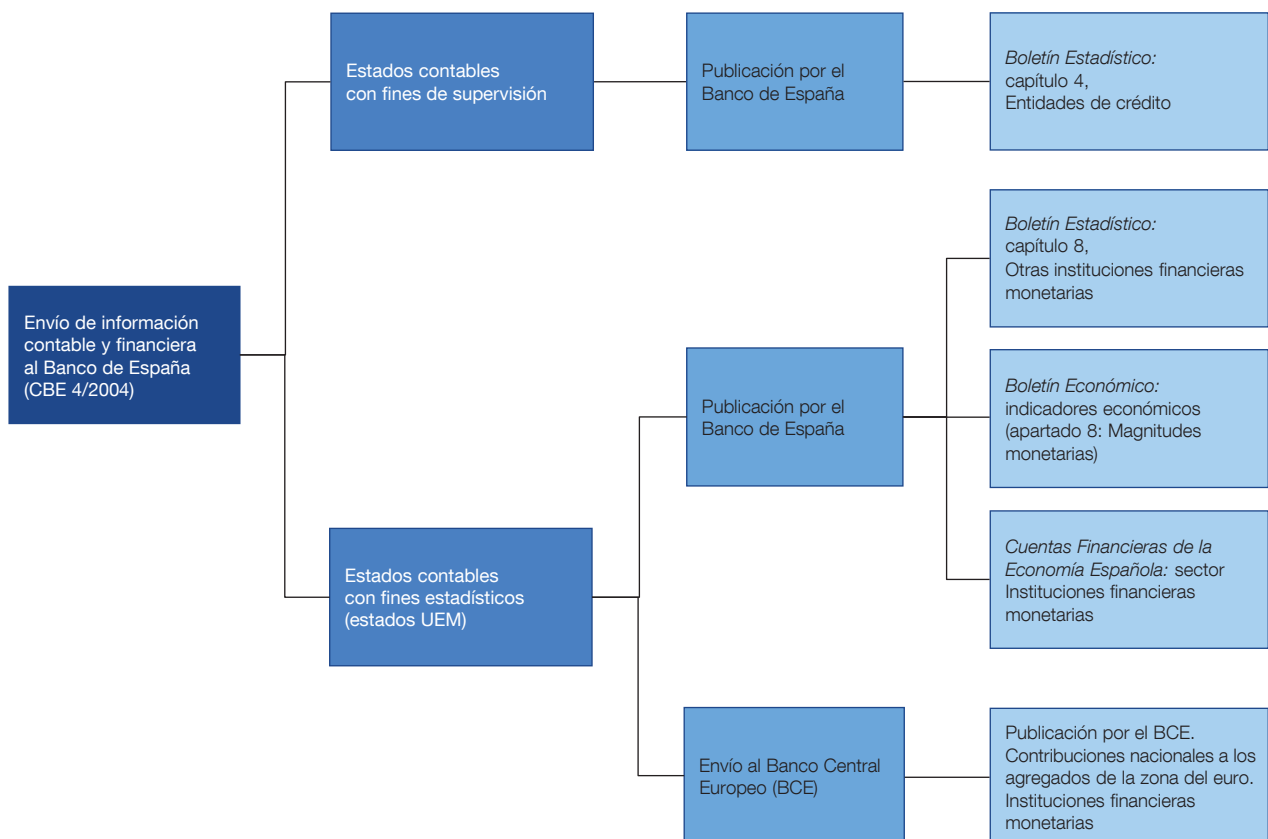 Estados contables
con fines de supervisión
Publicación por el
Banco de España
Boletín Estadístico:
capítulo 4,
Entidades de crédito
Boletín Estadístico:
capítulo 8,
Otras instituciones financieras
monetarias
Envío de información
contable y financiera
al Banco de España
(CBE 4/2004)
Publicación por el
Banco de España
Boletín Económico:
indicadores económicos
(apartado 8: Magnitudes
monetarias)
Estados contables
con fines estadísticos
(estados UEM)
Cuentas Financieras de la
Economía Española: sector
Instituciones financieras
monetarias
Envío al Banco Central
Europeo (BCE)
Publicación por el BCE.
Contribuciones nacionales a los
agregados de la zona del euro.
Instituciones financieras
monetarias